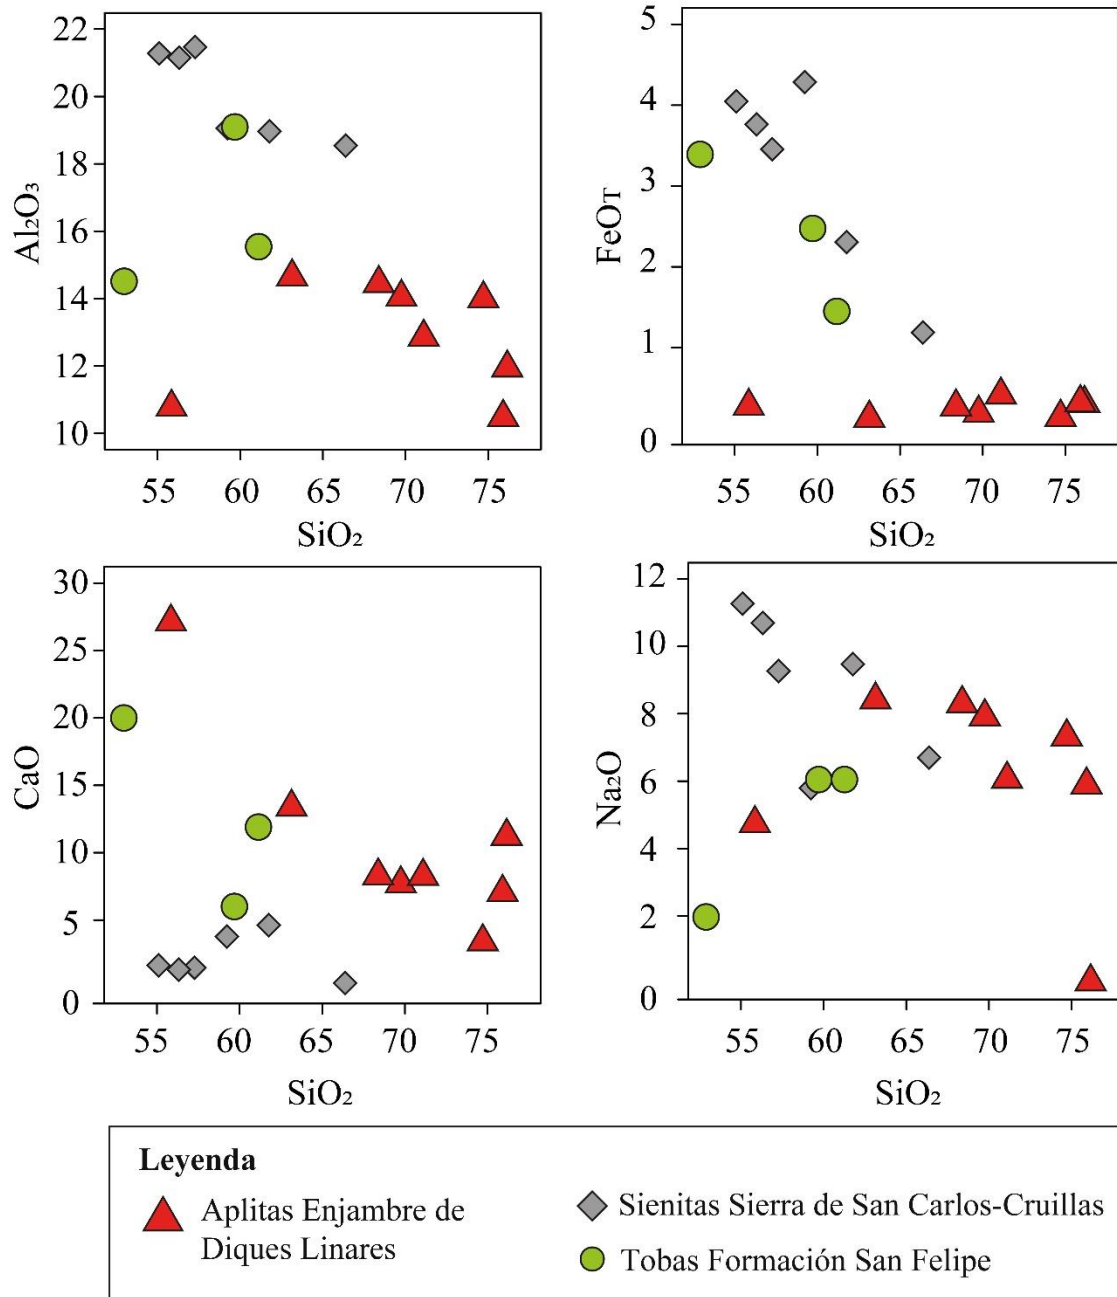 22
20
18
16
14
12
10
Al₂O₃
55 60 65 70 75
SiO₂
5
4
3
2
1
0
FeOT
55 60 65 70 75
SiO₂
30
25
20
15
10
5
0
CaO
55 60 65 70 75
SiO₂
12
10
8
6
4
2
0
Na₂O
55 60 65 70 75
SiO₂
Leyenda
Aplitas Enjambre de
Diques Linares
Sienitas Sierra de San Carlos-Cruillas
Tobas Formación San Felipe